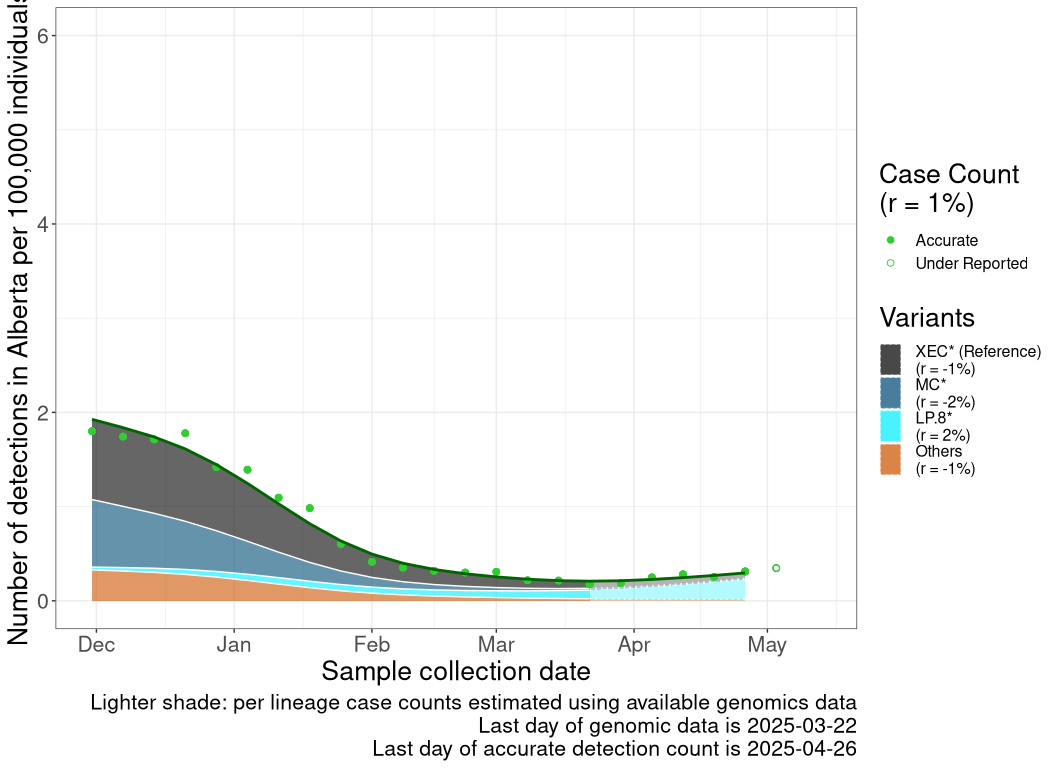 Number of detections in Alberta per 100,000 individuals
6
4
2
0
Dec
Jan
Feb
Mar
Apr
May
Sample collection date
Lighter shade: per lineage case counts estimated using available genomics data
Last day of genomic data is 2025-03-22
Last day of accurate detection count is 2025-04-26
Case Count
(r = 1%)
Accurate
Under Reported
Variants
XEC* (Reference)
(r = -1%)
MC*
(r = -2%)
LP.8*
(r = 2%)
Others
(r = -1%)